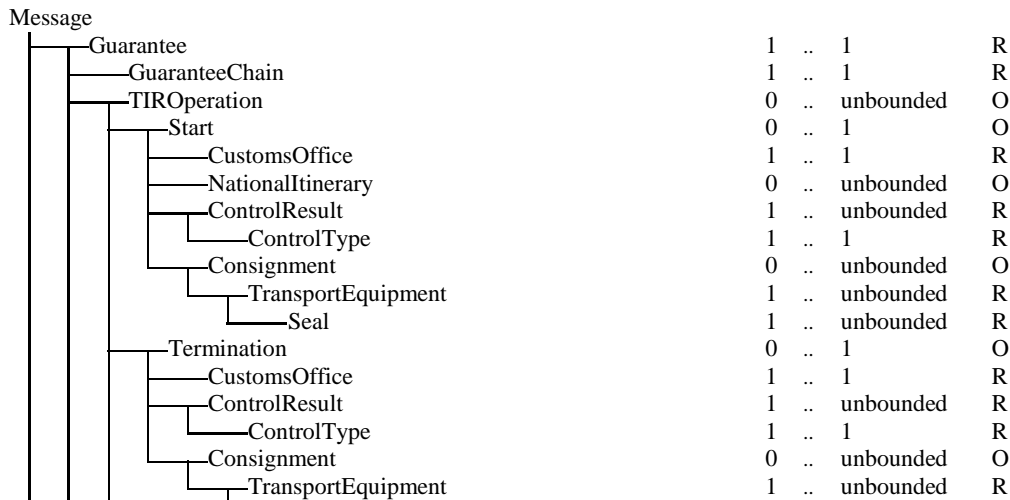 Message
Guarantee 1 .. 1 R
GuaranteeChain 1 .. 1 R
TIROperation 0 .. unbounded O
Start 0 .. 1 O
CustomsOffice 1 .. 1 R
NationalItinerary 0 .. unbounded O
ControlResult 1 .. unbounded R
ControlType 1 .. 1 R
Consignment 0 .. unbounded O
TransportEquipment 1 .. unbounded R
Seal 1 .. unbounded R
Termination 0 .. 1 O
CustomsOffice 1 .. 1 R
ControlResult 1 .. unbounded R
ControlType 1 .. 1 R
Consignment 0 .. unbounded O
TransportEquipment 1 .. unbounded R